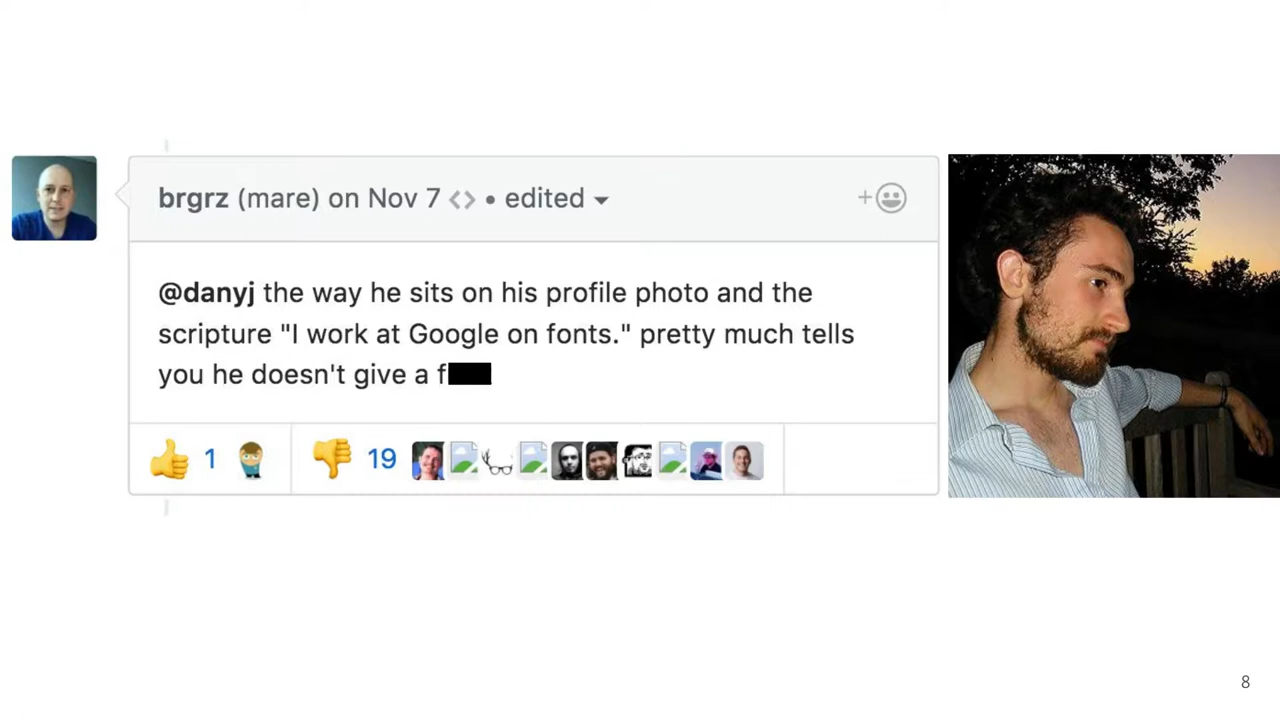 brgrz (mare) on Nov 7 <> • edited
@danyj the way he sits on his profile photo and the
scripture "I work at Google on fonts." pretty much tells
you he doesn't give a f
1
19
8